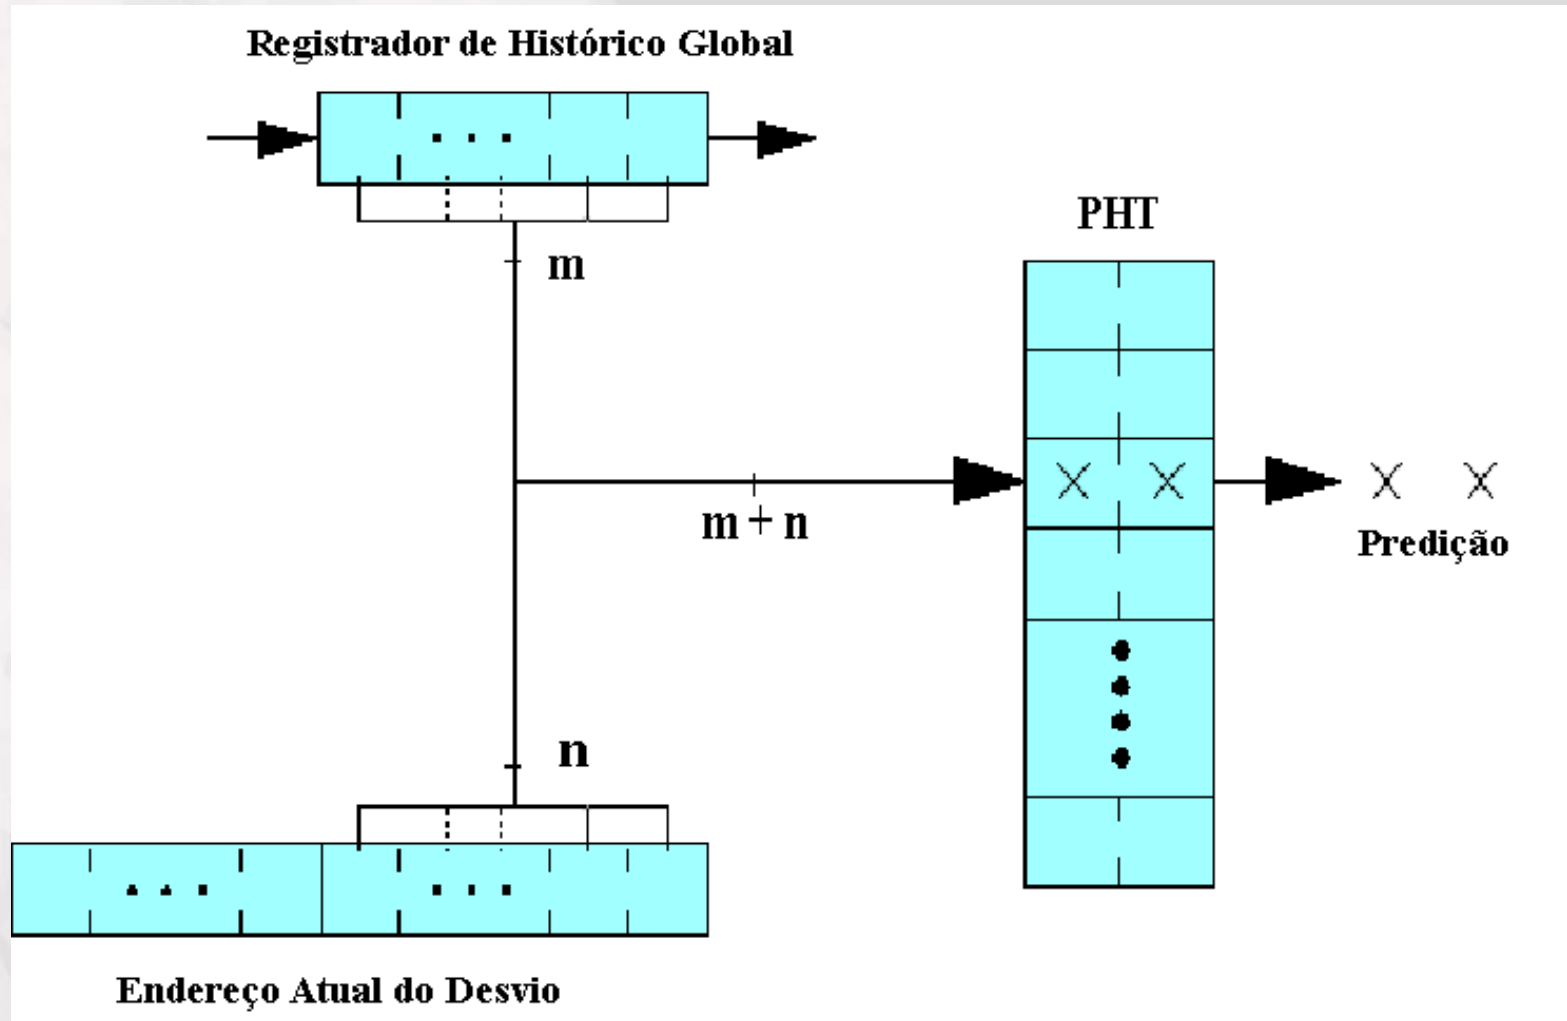 Registrador de Histórico Global
. . .
m
PHT
X X
X X
m + n
Predição
n
. . . . . .
Endereço Atual do Desvio